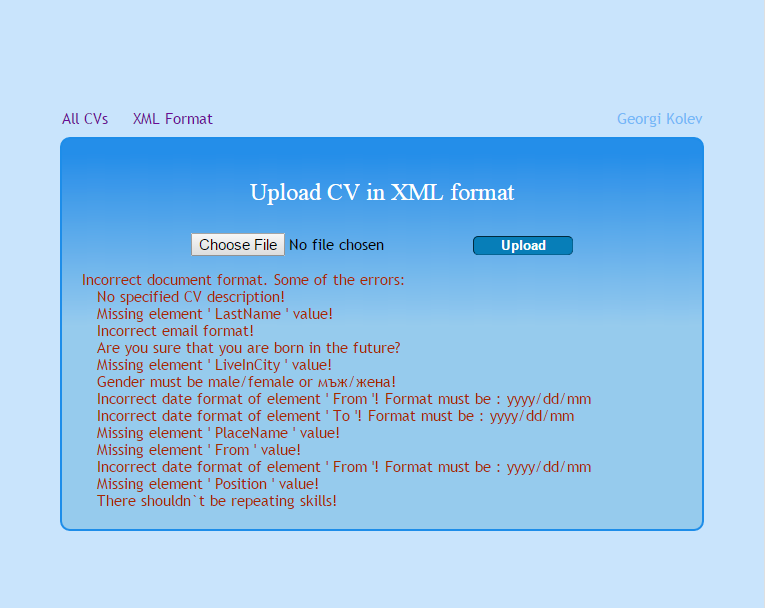 All CVs XML Format Georgi Kolev
Upload CV in XML format
Choose File No file chosen Upload
Incorrect document format. Some of the errors:
No specified CV description!
Missing element ' LastName ' value!
Incorrect email format!
Are you sure that you are born in the future?
Missing element ' LiveInCity ' value!
Gender must be male/female or мъж/жена!
Incorrect date format of element ' From '! Format must be : yyyy/dd/mm
Incorrect date format of element ' To '! Format must be : yyyy/dd/mm
Missing element ' PlaceName ' value!
Missing element ' From ' value!
Incorrect date format of element ' From '! Format must be : yyyy/dd/mm
Missing element ' Position ' value!
There shouldn`t be repeating skills!